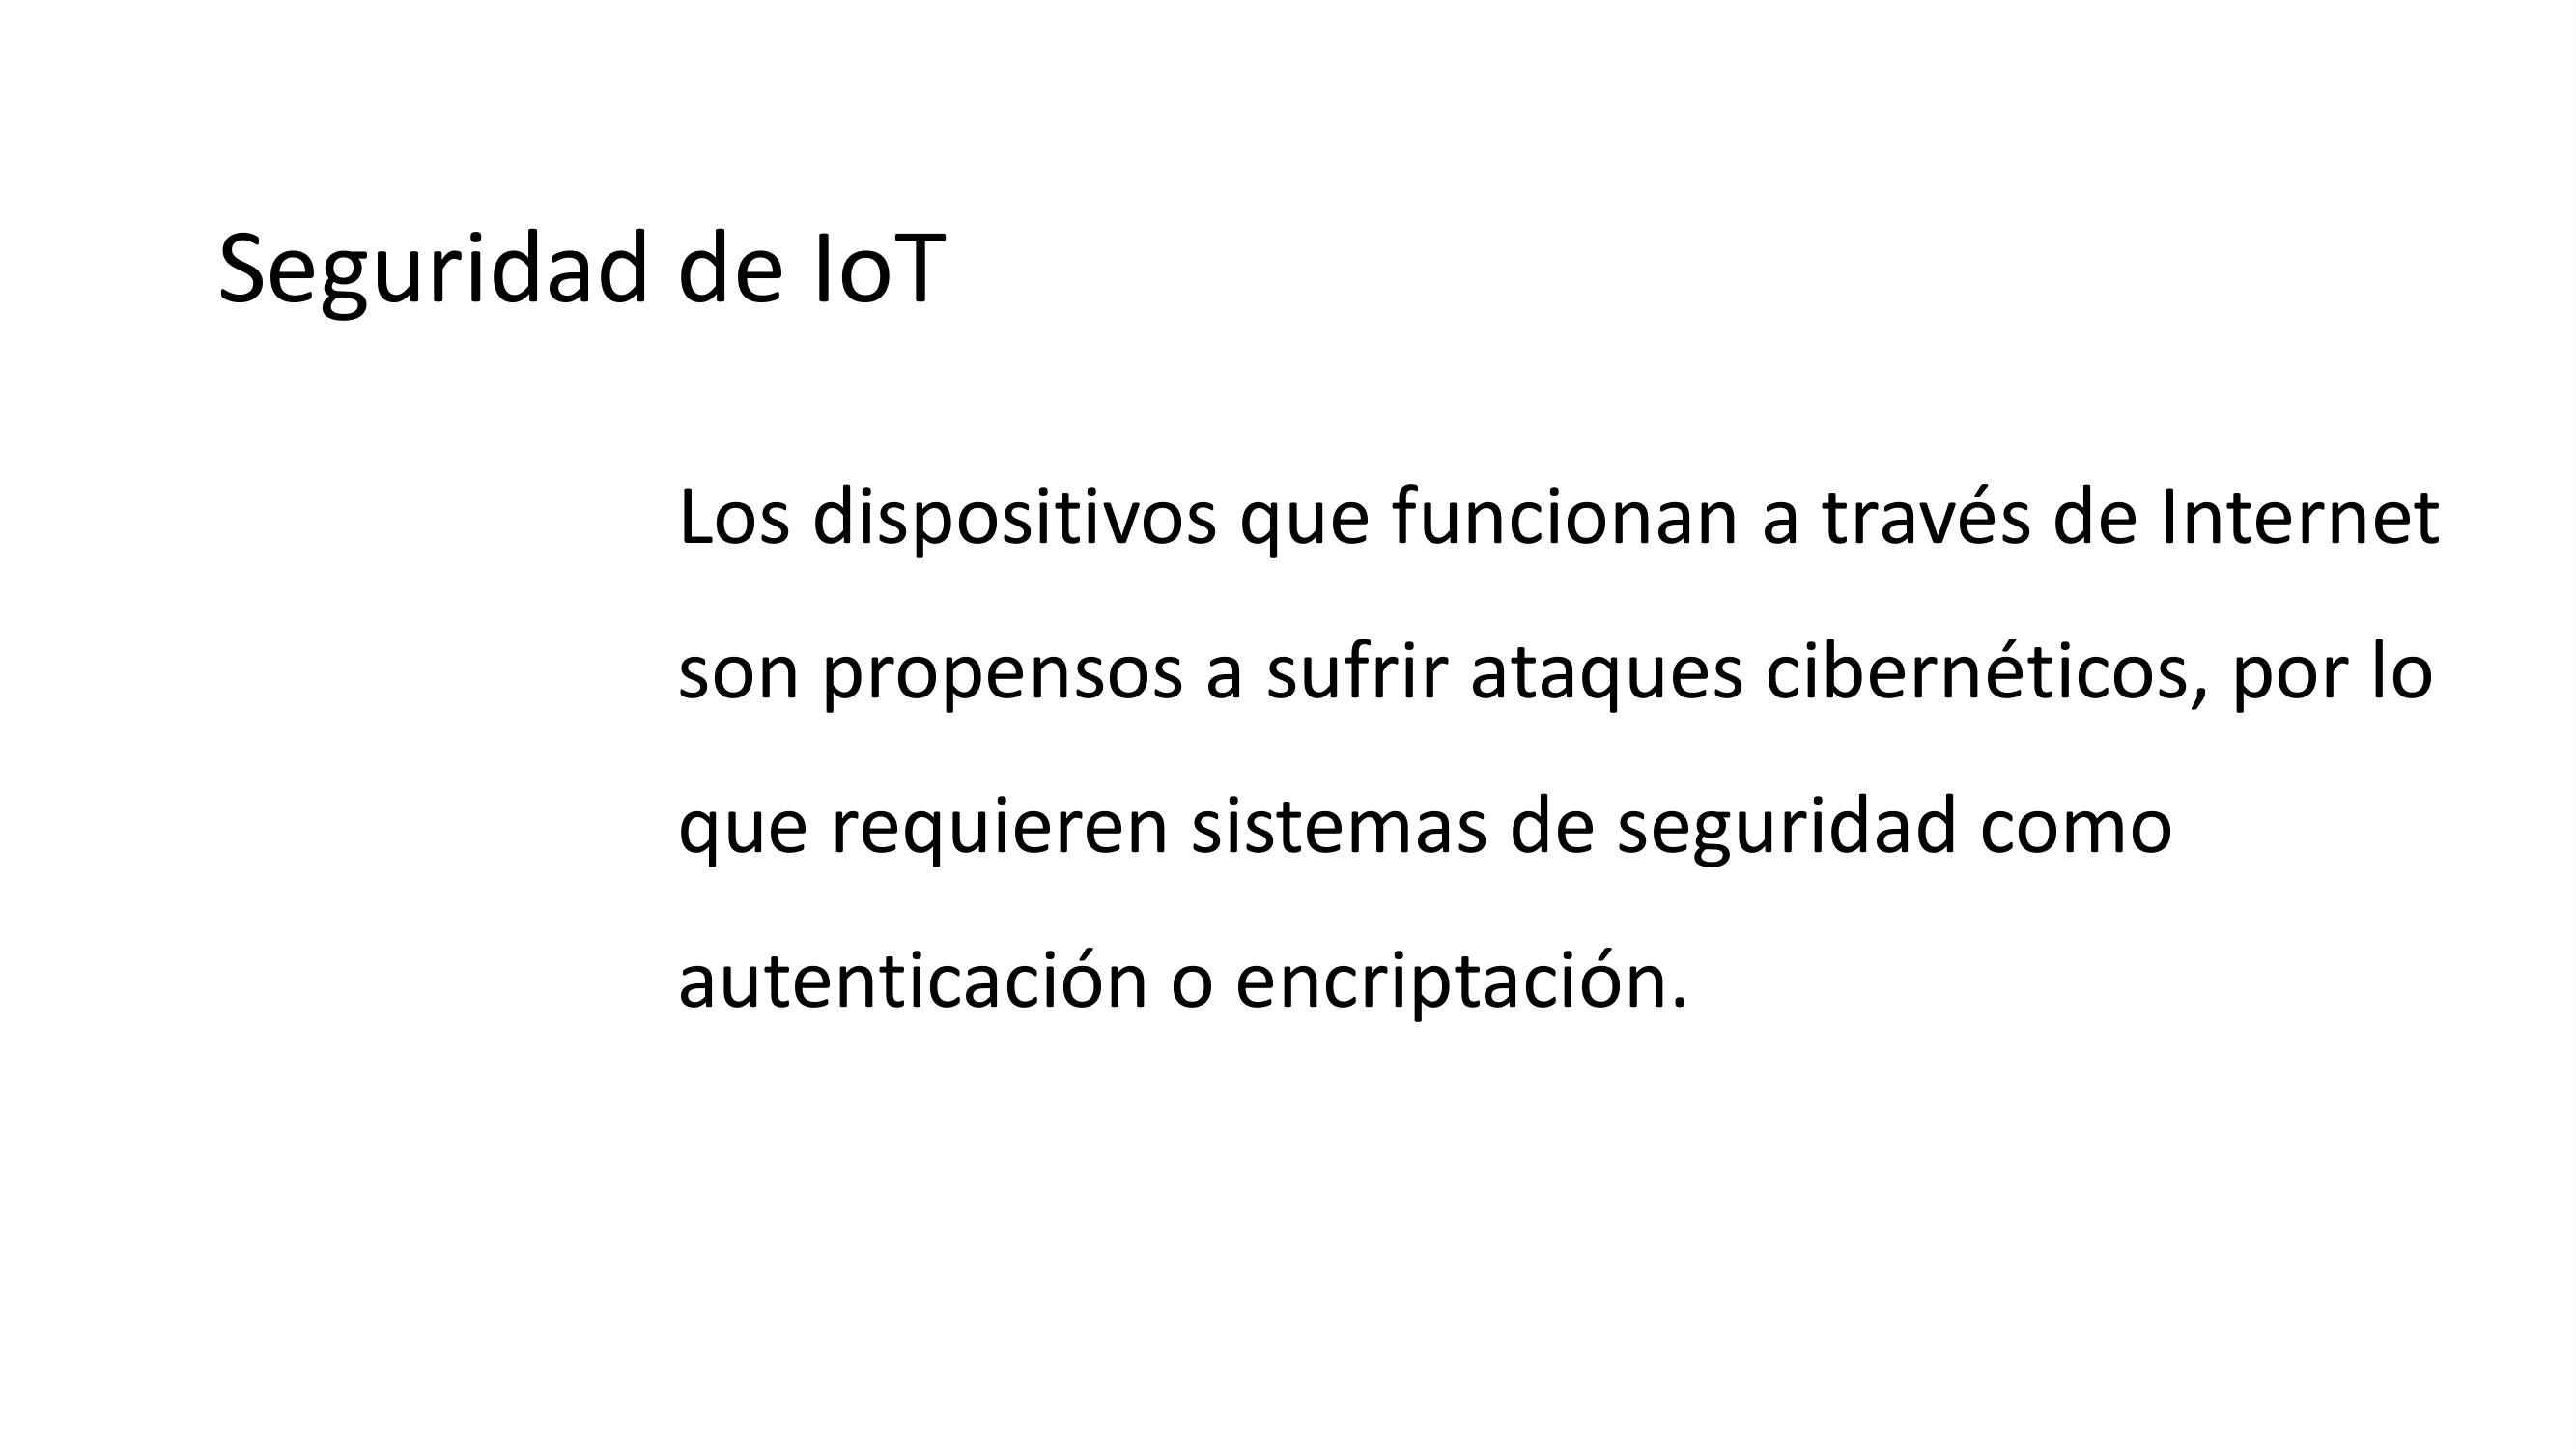 Seguridad de IoT
Los dispositivos que funcionan a través de Internet
son propensos a sufrir ataques cibernéticos, por lo
que requieren sistemas de seguridad como
autenticación o encriptación.